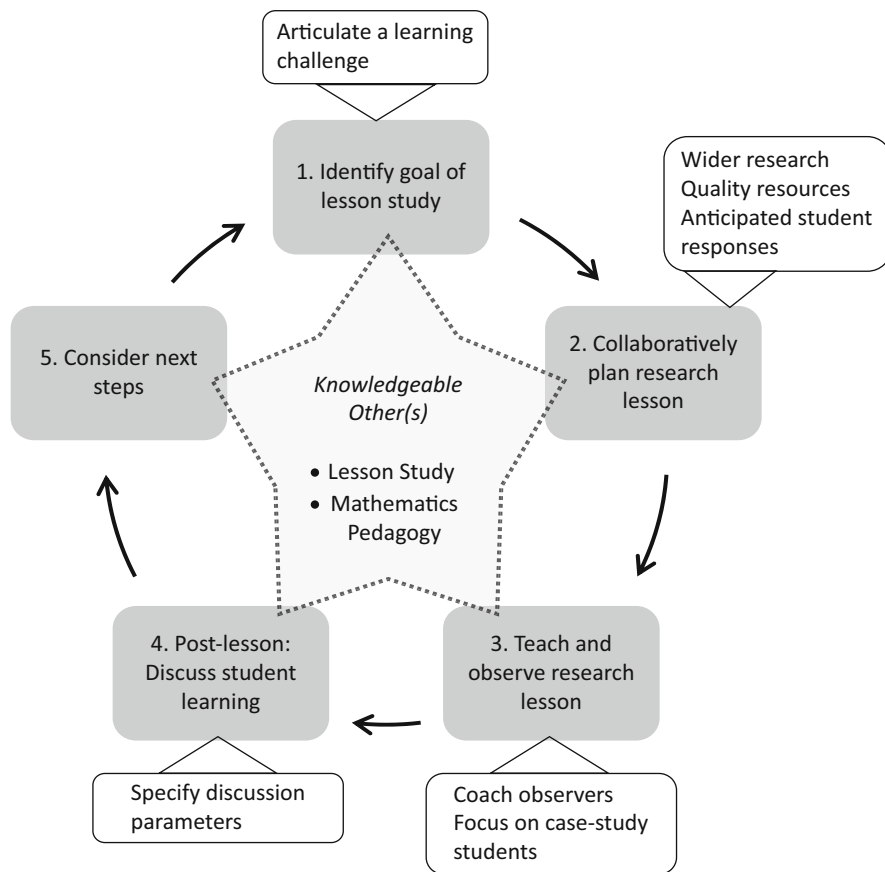 Articulate a learning
challenge
1. Identify goal of
lesson study
Wider research
Quality resources
Anticipated student
responses
2. Collaboratively
plan research
lesson
5. Consider next
steps
Knowledgeable
Other(s)
• Lesson Study
• Mathematics
Pedagogy
4. Post-lesson:
Discuss student
learning
3. Teach and
observe research
lesson
Specify discussion
parameters
Coach observers
Focus on case-study
students